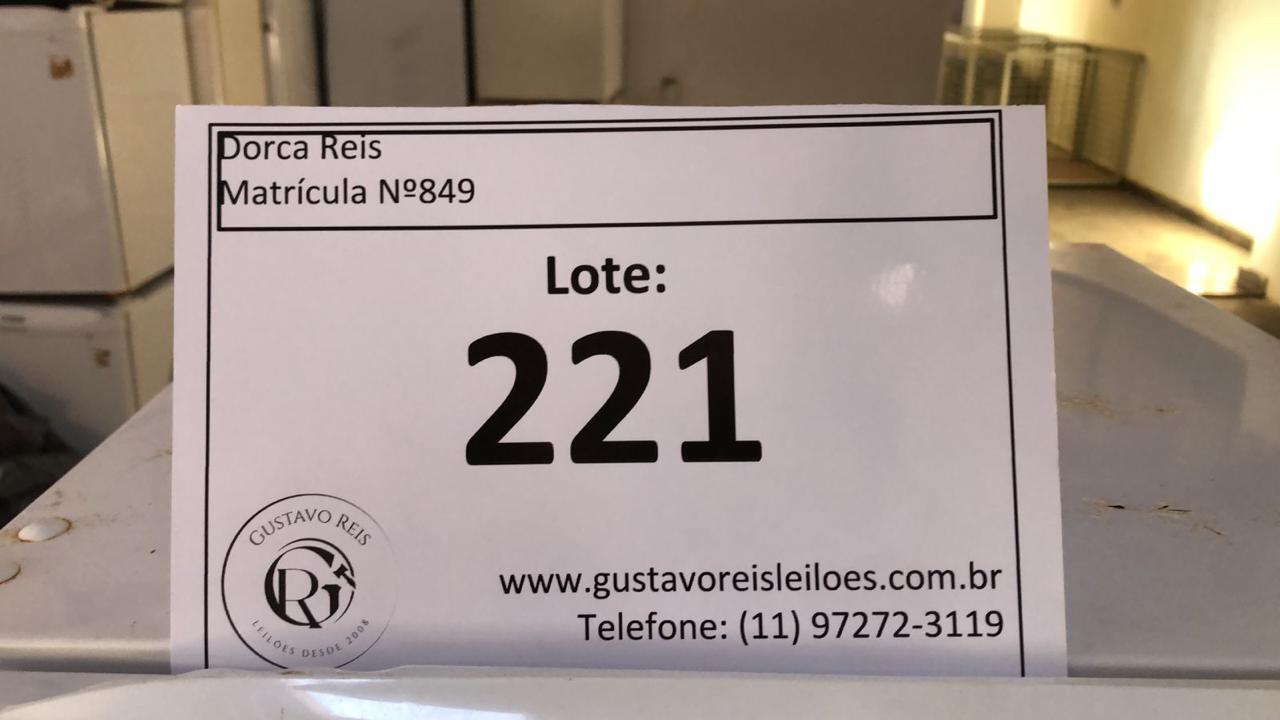 Dorca Reis
Matrícula Nº849
Lote:
221
GUSTAVO REIS
GR
LEILÕES DESDE 2008
www.gustavoreisleiloes.com.br
Telefone: (11) 97272-3119